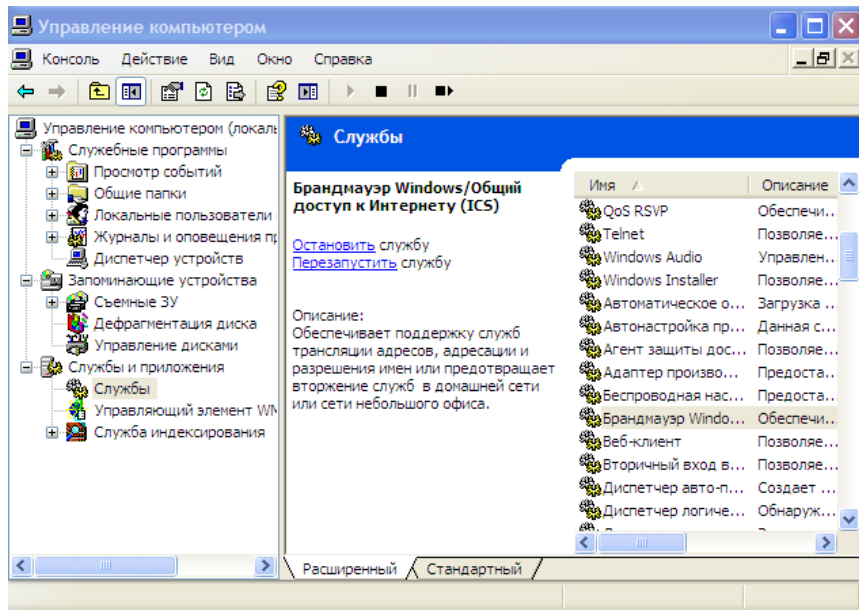 Управление компьютером
Консоль Действие Вид Окно Справка
Управление компьютером (локаль
Служебные программы
Просмотр событий
Общие папки
Локальные пользователи
Журналы и оповещения пр
Диспетчер устройств
Запоминающие устройства
Съемные ЗУ
Дефрагментация диска
Управление дисками
Службы и приложения
Службы
Управляющий элемент WM
Служба индексирования
Службы
Брандмауэр Windows/Общий
доступ к Интернету (ICS)
Остановить службу
Перезапустить службу
Описание:
Обеспечивает поддержку служб
трансляции адресов, адресации и
разрешения имен или предотвращает
вторжение служб в домашней сети
или сети небольшого офиса.
Имя Описание
QoS RSVP Обеспечи...
Telnet Позволяе...
Windows Audio Управлен...
Windows Installer Позволяе...
Автоматическое о... Загрузка ...
Автонастройка пр... Данная с...
Агент защиты дос... Позволяе...
Адаптер произво... Предоста...
Беспроводная нас... Предоста...
Брандмауэр Windo... Обеспечи...
Веб-клиент Позволяе...
Вторичный вход в... Позволяе...
Диспетчер авто-п... Создает ...
Диспетчер логиче... Обнаруж...
Расширенный Стандартный